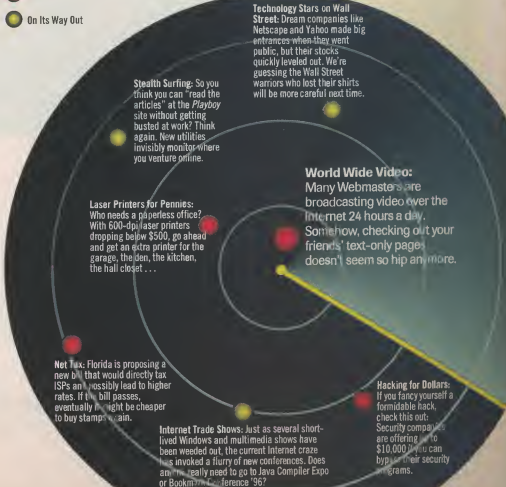 On Its Way Out
Technology Stars on Wall
Street: Dream companies like
Netscape and Yahoo made big
entrances when they went
public, but their stocks
quickly leveled out. We're
guessing the Wall Street
warriors who lost their shirts
will be more careful next time.
Stealth Surfing: So you
think you can "read the
articles" at the Playboy
site without getting
busted at work? Think
again. New utilities
invisibly monitor where
you venture online.
World Wide Video:
Many Webmasters are
broadcasting video over the
Internet 24 hours a day.
Somehow, checking out your
friends' text-only pages
doesn't seem so hip anymore.
Laser Printers for Pennies:
Who needs a paperless office?
With 600-dpi laser printers
dropping below $500, go ahead
and get an extra printer for the
garage, the den, the kitchen,
the hall closet . . .
Net Tax: Florida is proposing a
new bill that would directly tax
ISPs and possibly lead to higher
rates. If the bill passes,
eventually it might be cheaper
to buy stamps again.
Hacking for Dollars:
If you fancy yourself a
formidable hack,
check this out:
Security companies
are offering up to
$10,000 if you can
bypass their security
programs.
Internet Trade Shows: Just as several short-
lived Windows and multimedia shows have
been weeded out, the current Internet craze
has invoked a flurry of new conferences. Does
anyone really need to go to Java Compiler Expo
or Bookmark Conference '96?